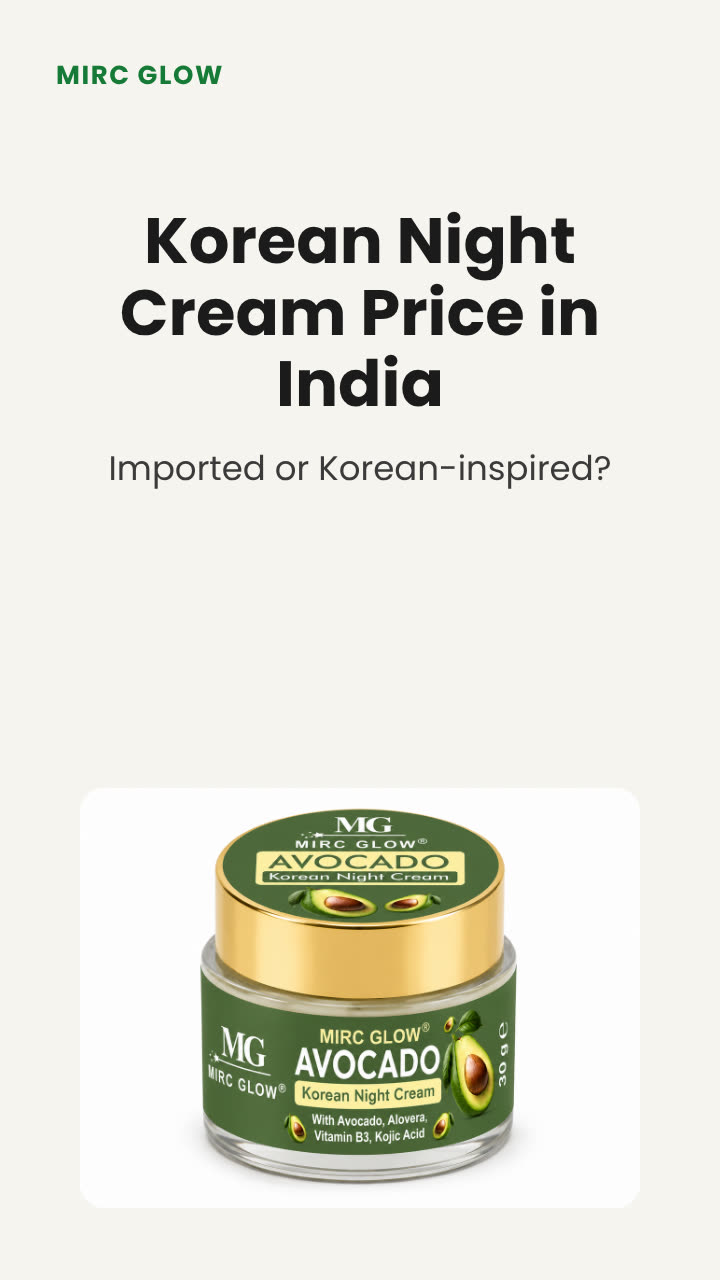 MIRC GLOW
Korean Night
Cream Price in
India
Imported or Korean-inspired?
MG
MIRC GLOW®
AVOCADO
Korean Night Cream
MG
MIRC GLOW®
MIRC GLOW®
AVOCADO
Korean Night Cream
With Avocado, Alovera,
Vitamin B3, Kojic Acid
30 g e